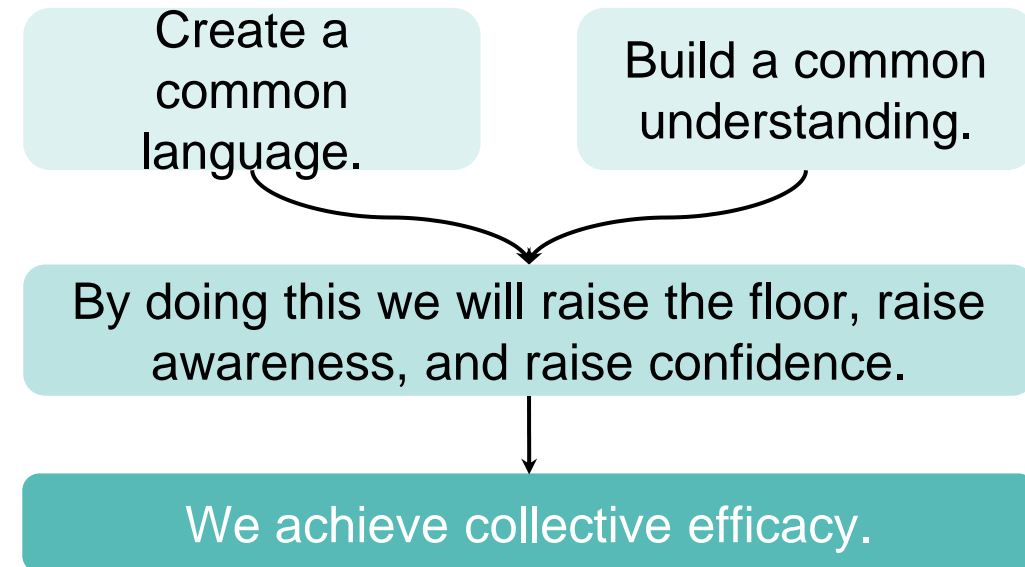 Create a
common
language.
Build a common
understanding.
By doing this we will raise the floor, raise
awareness, and raise confidence.
We achieve collective efficacy.